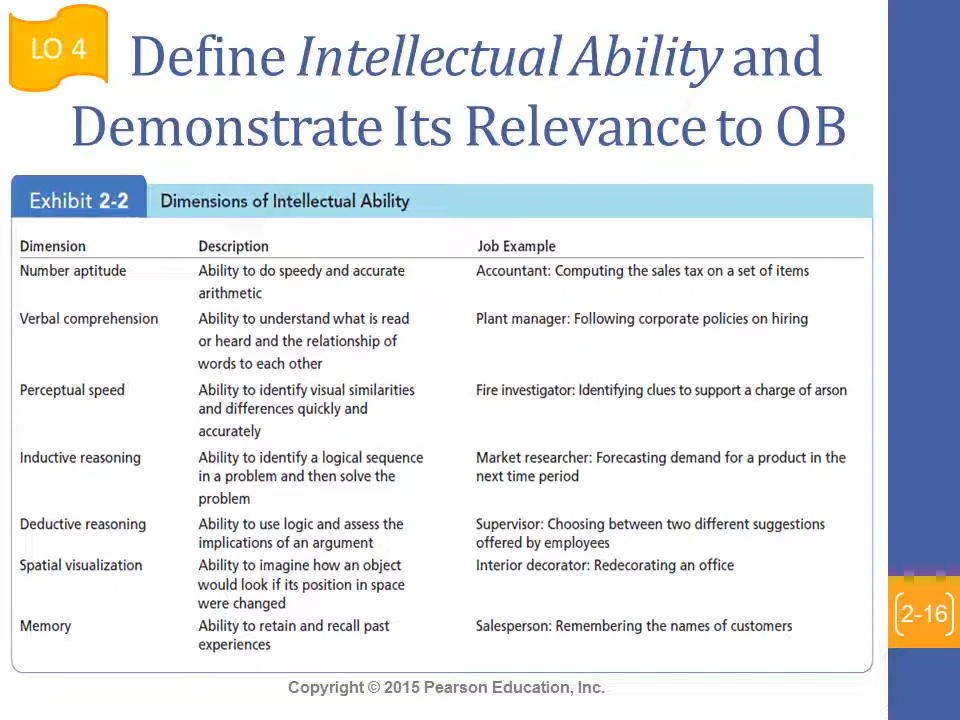 LO 4
Define Intellectual Ability and
Demonstrate Its Relevance to OB
Exhibit 2-2 Dimensions of Intellectual Ability
Dimension Description Job Example
Number aptitude Ability to do speedy and accurate Accountant: Computing the sales tax on a set of items
arithmetic
Verbal comprehension Ability to understand what is read Plant manager: Following corporate policies on hiring
or heard and the relationship of
words to each other
Perceptual speed Ability to identify visual similarities Fire investigator: Identifying clues to support a charge of arson
and differences quickly and
accurately
Inductive reasoning Ability to identify a logical sequence Market researcher: Forecasting demand for a product in the
in a problem and then solve the next time period
problem
Deductive reasoning Ability to use logic and assess the Supervisor: Choosing between two different suggestions
implications of an argument offered by employees
Spatial visualization Ability to imagine how an object Interior decorator: Redecorating an office
would look if its position in space
were changed
Memory Ability to retain and recall past Salesperson: Remembering the names of customers
experiences
2-16
Copyright © 2015 Pearson Education, Inc.